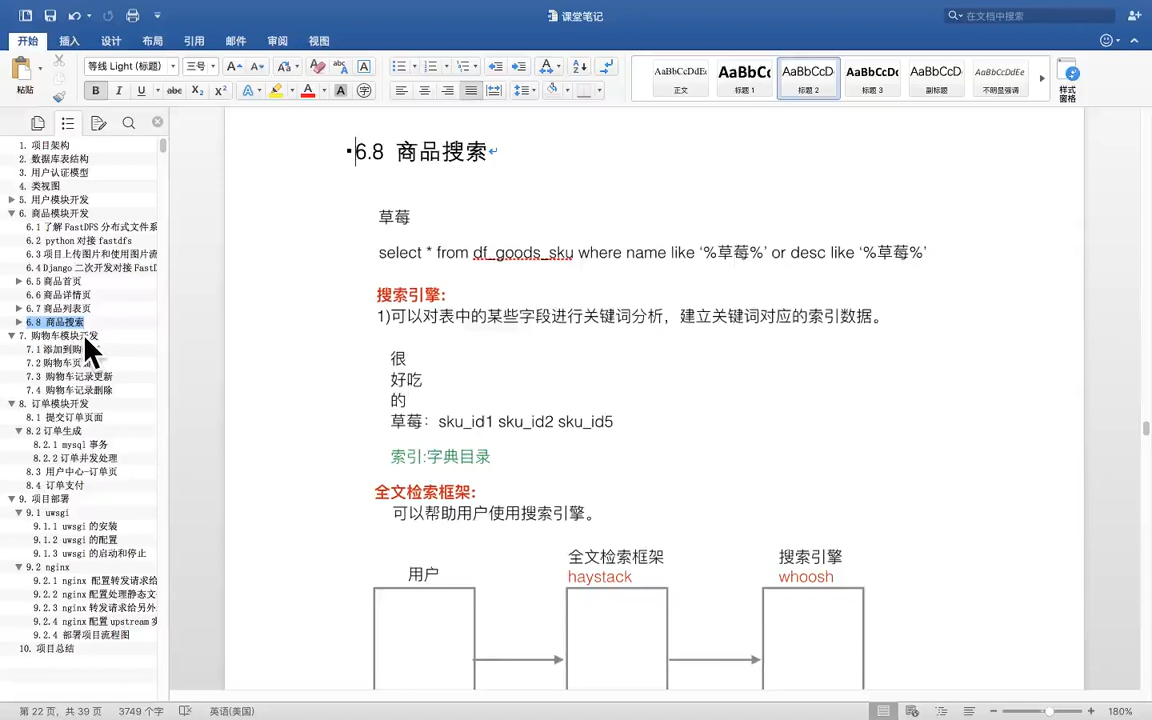 课堂笔记
在文档中搜索
开始 插入 设计 布局 引用 邮件 审阅 视图
粘贴
等线 Light (标题) 三号
AaBbCcDdEe 正文
AaBbCc 标题 1
AaBbCcD 标题 2
AaBbCcDc 标题 3
AaBbCcD 副标题
AaBbCcDdEe 不明显强调
样式窗格
1. 项目架构
2. 数据库表结构
3. 用户认证模型
4. 类视图
5. 用户模块开发
6. 商品模块开发
6.1 了解 FastDFS 分布式文件系
6.2 python 对接 fastdfs
6.3 项目上传图片和使用图片流
6.4 Django 二次开发对接 FastD
6.5 商品首页
6.6 商品详情页
6.7 商品列表页
6.8 商品搜索
7. 购物车模块开发
7.1 添加到购
7.2 购物车页
7.3 购物车记录更新
7.4 购物车记录删除
8. 订单模块开发
8.1 提交订单页面
8.2 订单生成
8.2.1 mysql 事务
8.2.2 订单并发处理
8.3 用户中心-订单页
8.4 订单支付
9. 项目部署
9.1 uwsgi
9.1.1 uwsgi 的安装
9.1.2 uwsgi 的配置
9.1.3 uwsgi 的启动和停止
9.2 nginx
9.2.1 nginx 配置转发请求给
9.2.2 nginx 配置处理静态文
9.2.3 nginx 转发请求给另外
9.2.4 nginx 配置 upstream 实
9.2.4 部署项目流程图
10. 项目总结
6.8 商品搜索
草莓
select * from df_goods_sku where name like ‘%草莓%’ or desc like ‘%草莓%’
搜索引擎:
1)可以对表中的某些字段进行关键词分析，建立关键词对应的索引数据。
很
好吃
的
草莓：sku_id1 sku_id2 sku_id5
索引:字典目录
全文检索框架:
可以帮助用户使用搜索引擎。
用户
全文检索框架
haystack
搜索引擎
whoosh
第 22 页，共 39 页 3749 个字 英语(美国) 180%